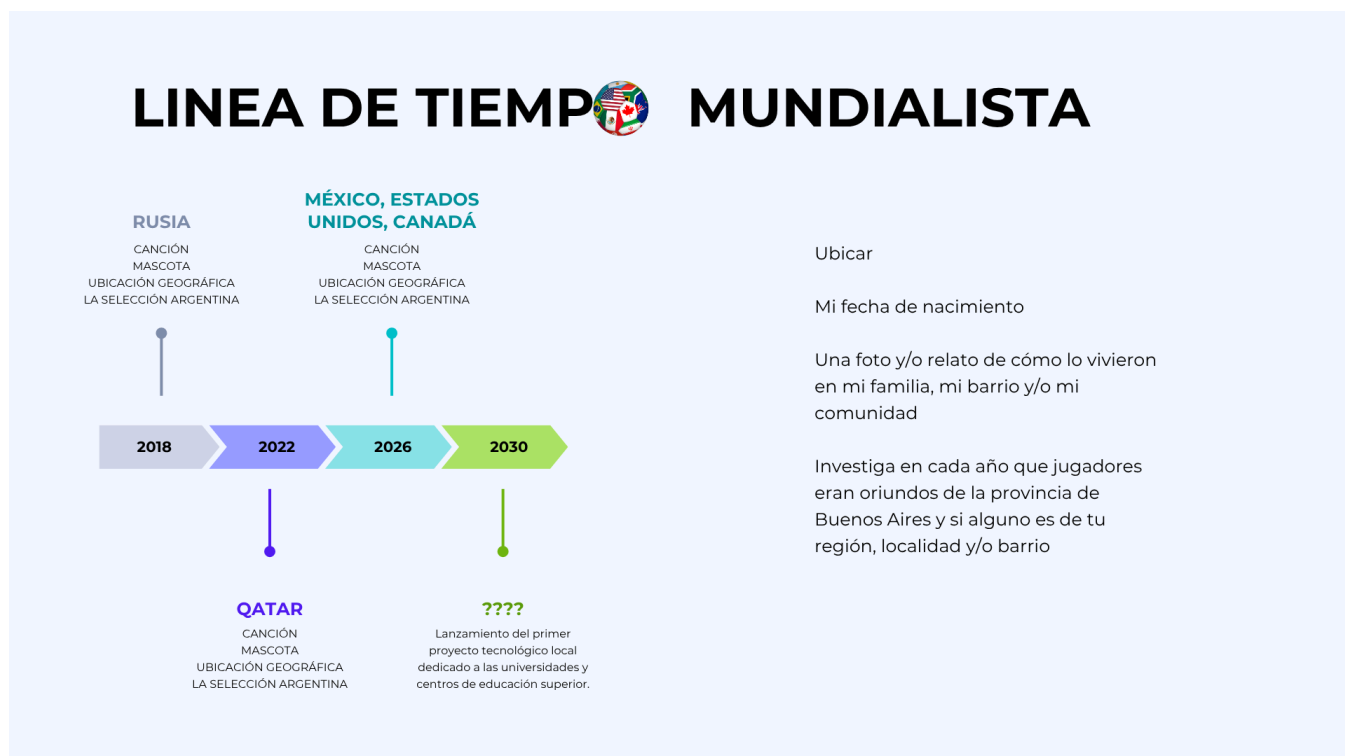 LINEA DE TIEMP MUNDIALISTA
RUSIA
CANCIÓN
MASCOTA
UBICACIÓN GEOGRÁFICA
LA SELECCIÓN ARGENTINA
MÉXICO, ESTADOS
UNIDOS, CANADÁ
CANCIÓN
MASCOTA
UBICACIÓN GEOGRÁFICA
LA SELECCIÓN ARGENTINA
2018
2022
2026
2030
QATAR
CANCIÓN
MASCOTA
UBICACIÓN GEOGRÁFICA
LA SELECCIÓN ARGENTINA
????
Lanzamiento del primer
proyecto tecnológico local
dedicado a las universidades y
centros de educación superior.
Ubicar
Mi fecha de nacimiento
Una foto y/o relato de cómo lo vivieron
en mi familia, mi barrio y/o mi
comunidad
Investiga en cada año que jugadores
eran oriundos de la provincia de
Buenos Aires y si alguno es de tu
región, localidad y/o barrio